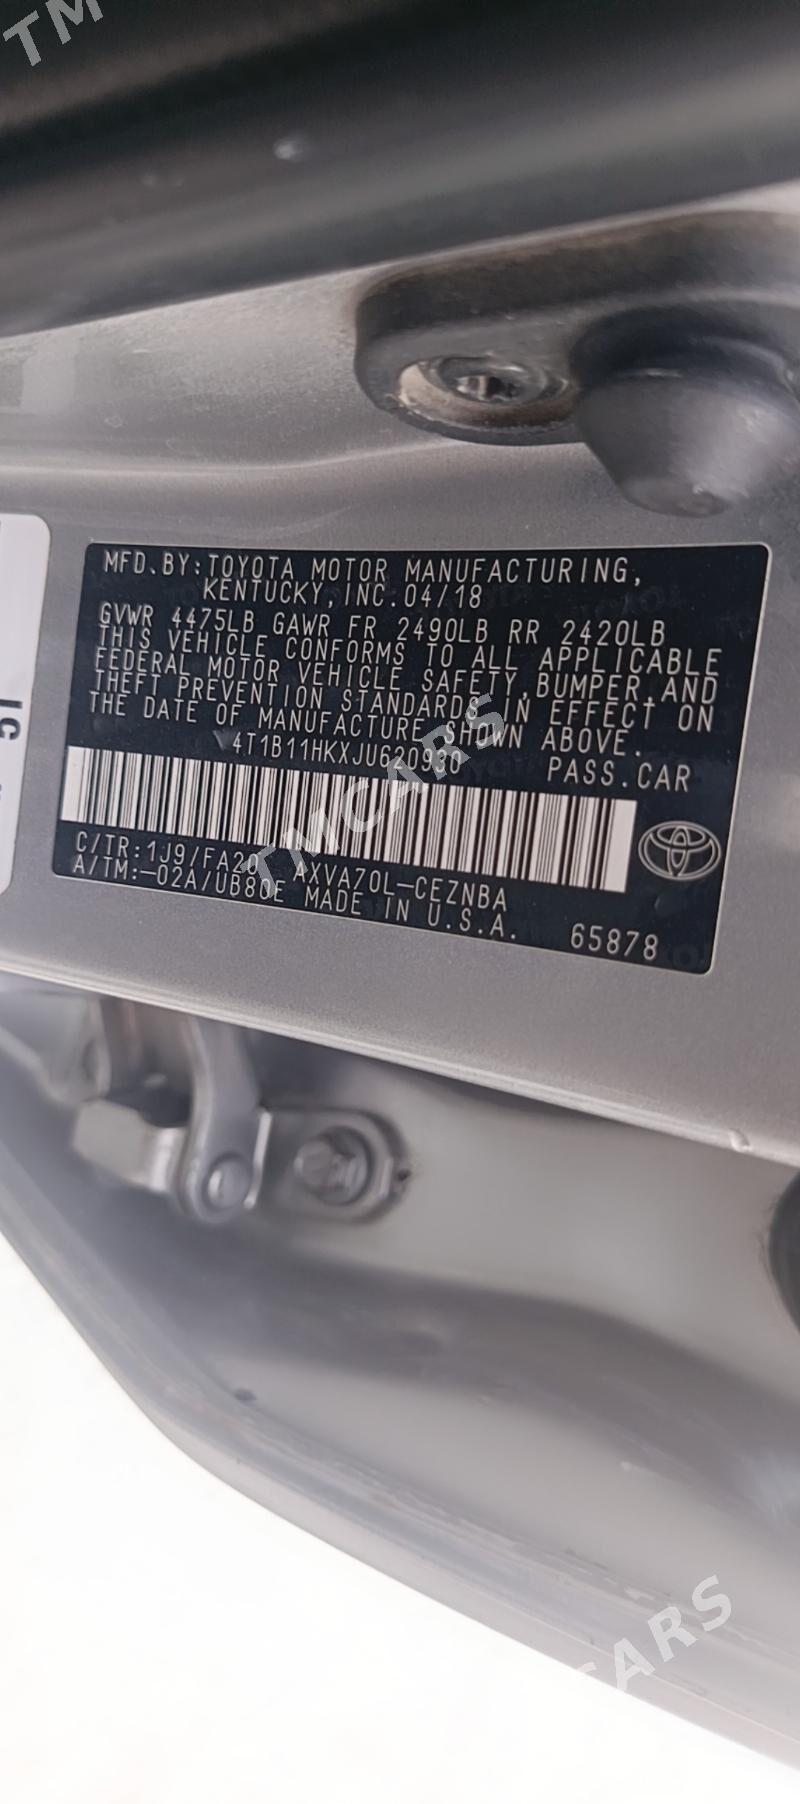 TM
MFD.BY:TOYOTA MOTOR MANUFACTURING,
KENTUCKY,INC.04/18
GVWR 4475LB GAWR FR 2490LB RR 2420LB
THIS VEHICLE CONFORMS TO ALL APPLICABLE
FEDERAL MOTOR VEHICLE SAFETY,BUMPER,AND
THEFT PREVENTION STANDARDS IN EFFECT ON
THE DATE OF MANUFACTURE SHOWN ABOVE.
4T1B11HKXJU620930 PASS.CAR
TMCARS
C/TR:1J9/FA20 AXVA70L-CEZNBA
A/TM:-02A/UB80E MADE IN U.S.A. 65878
CARS